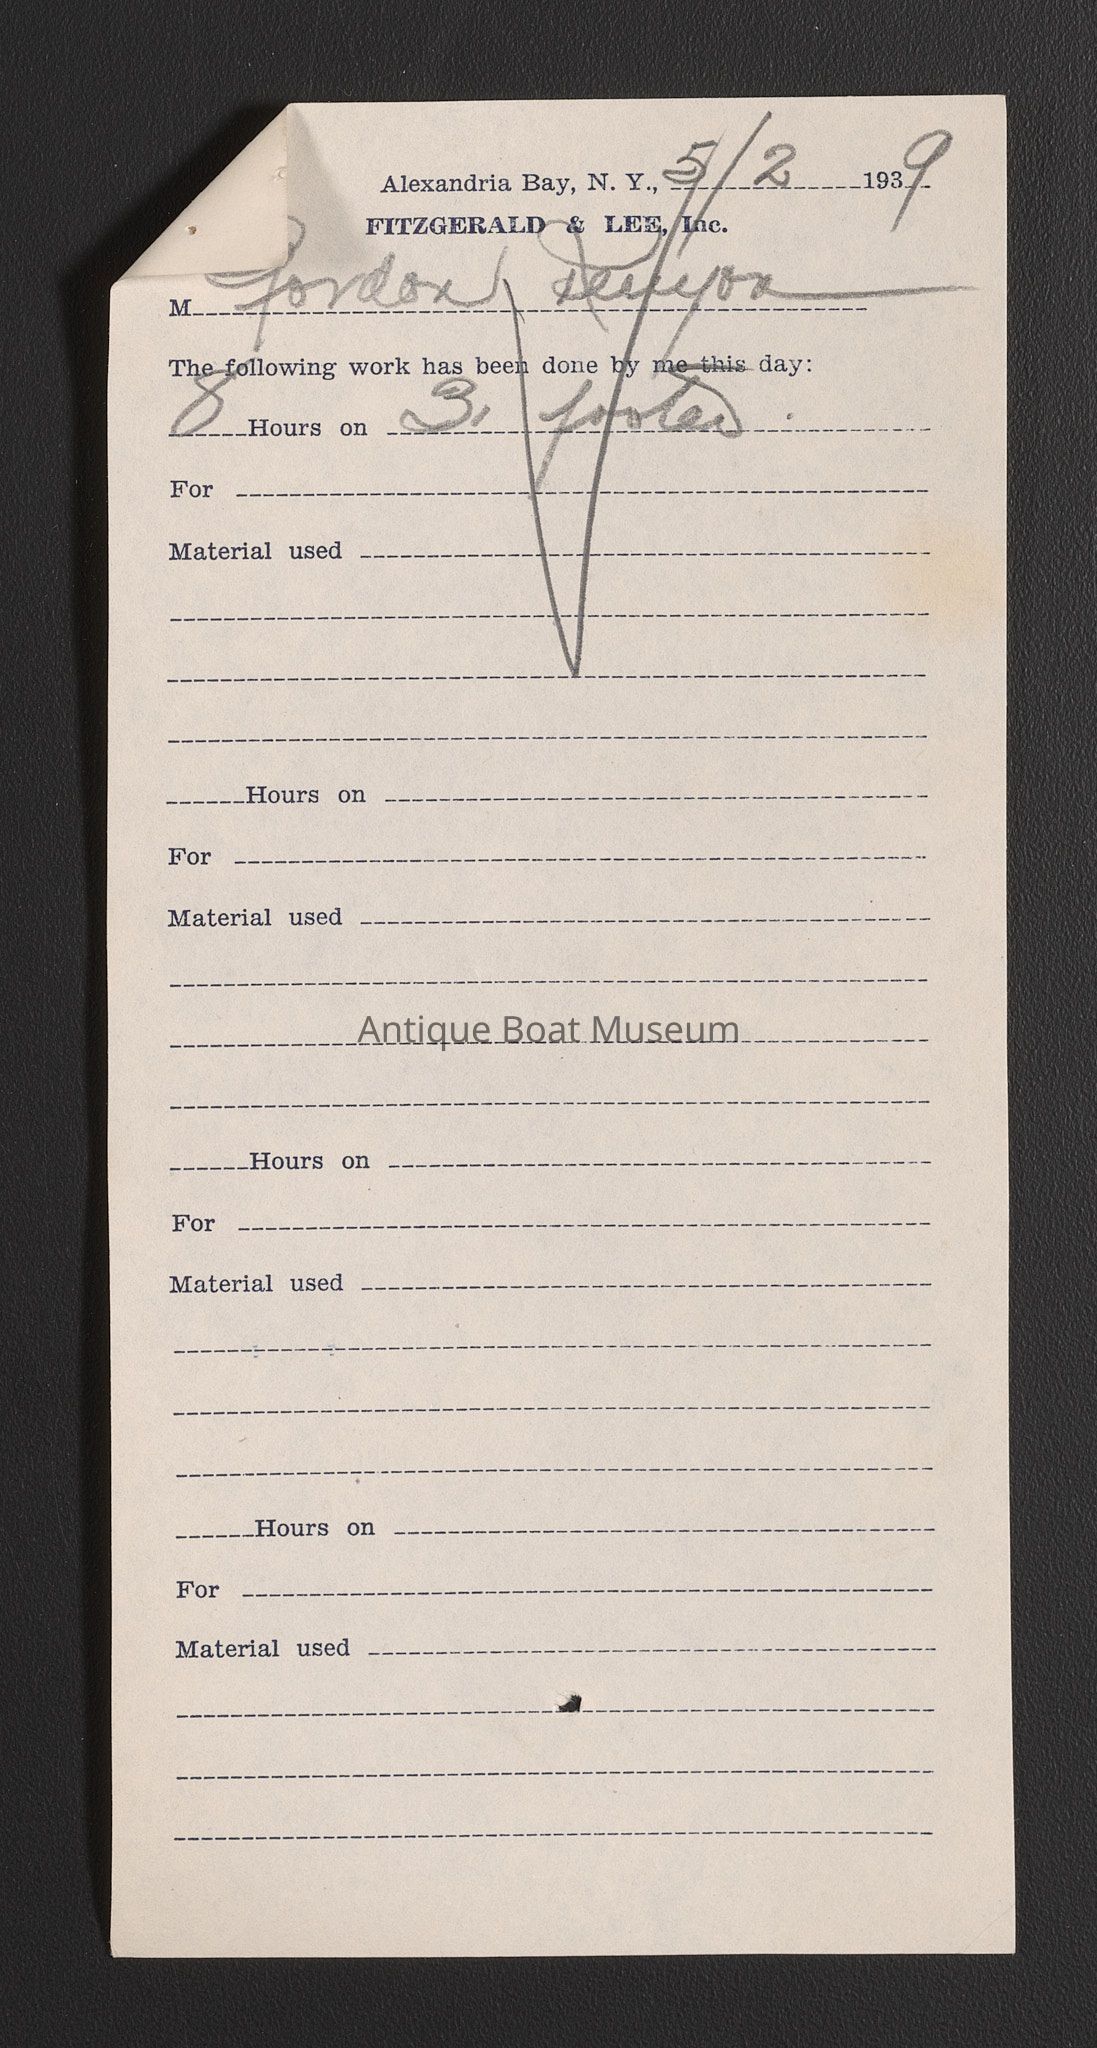 Alexandria Bay, N. Y., 5/2 1939
FITZGERALD & LEE, Inc.
M Gordon
The following work has been done by me this day:
8 Hours on 3,
For
Material used
Hours on
For
Material used
Antique Boat Museum
Hours on
For
Material used
Hours on
For
Material used